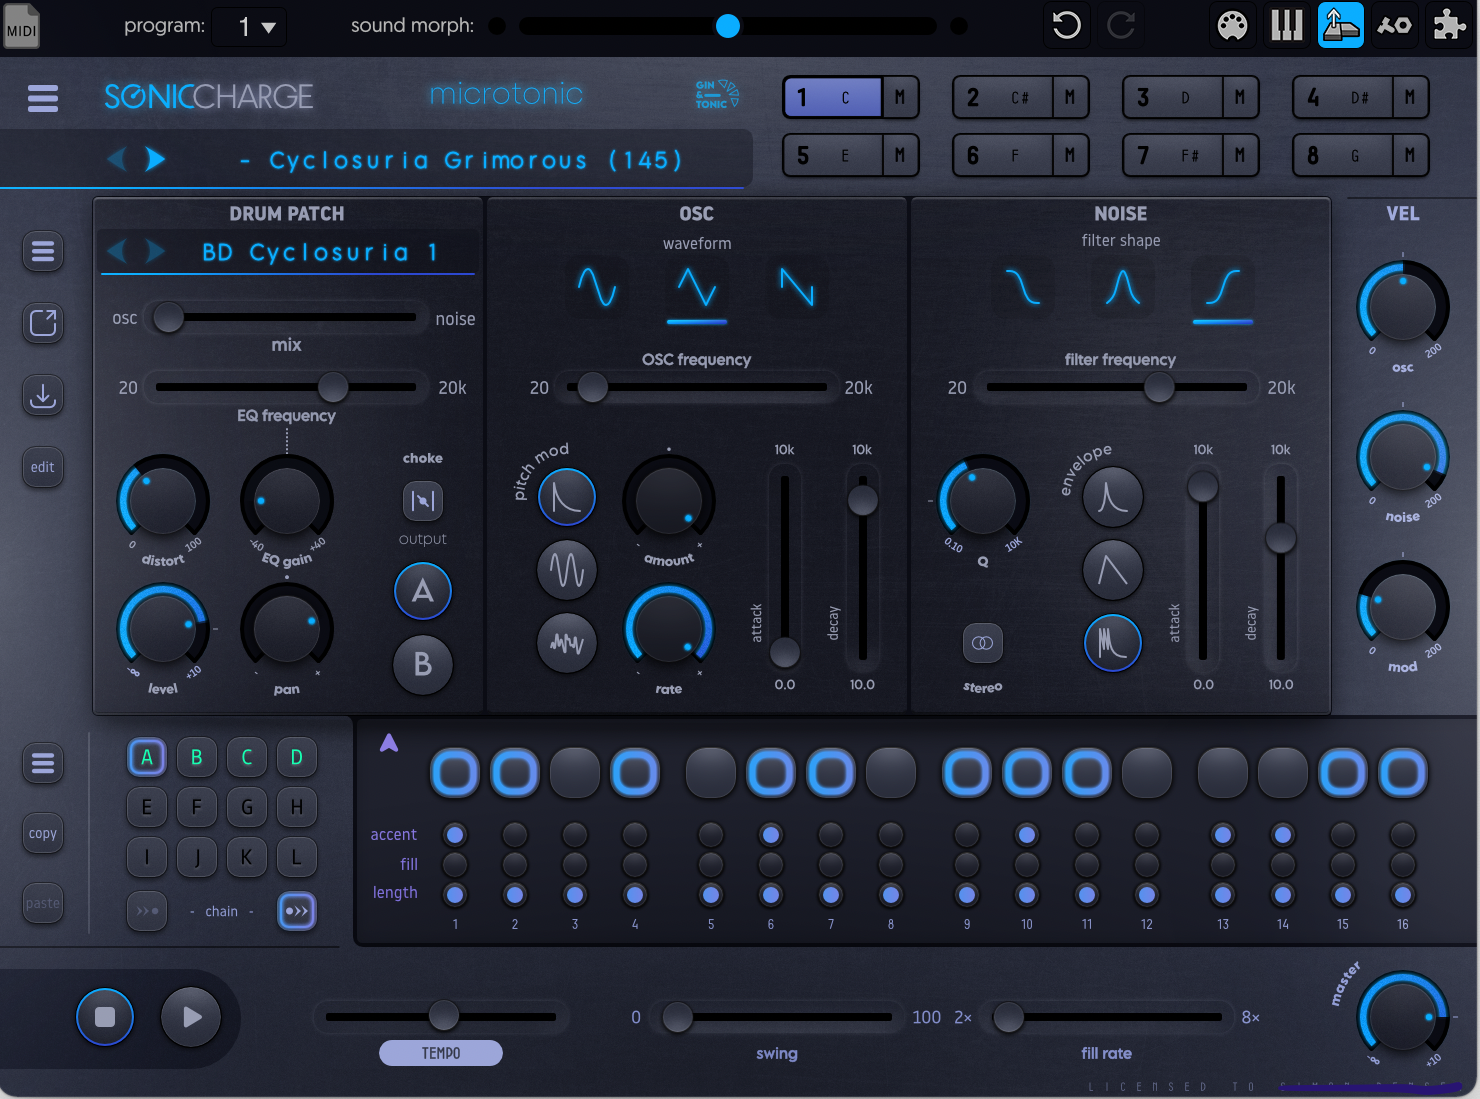 MIDI
program: 1
sound morph:
SONICCHARGE
microtonic
GIN & TONIC
1 C M
2 C# M
3 D M
4 D# M
- Cyclosuria Grimorous (145)
5 E M
6 F M
7 F# M
8 G M
DRUM PATCH
OSC
NOISE
VEL
BD Cyclosuria 1
waveform
filter shape
osc
noise
mix
OSC frequency
filter frequency
20
20k
20
20k
20
20k
EQ frequency
0
200
osc
choke
pitch mod
10k
10k
envelope
10k
10k
edit
0
100
distort
-40
+40
EQ gain
output
-
+
amount
0.10
10K
Q
0
200
noise
A
attack
decay
attack
decay
B
-∞
+10
level
-
+
pan
-
+
rate
0.0
10.0
stereo
0.0
10.0
0
200
mod
A B C D
E F G H
I J K L
copy
paste
- chain -
accent
fill
length
1 2 3 4 5 6 7 8 9 10 11 12 13 14 15 16
TEMPO
0
100
swing
2×
8×
fill rate
master
-∞
+10
LICENSED TO